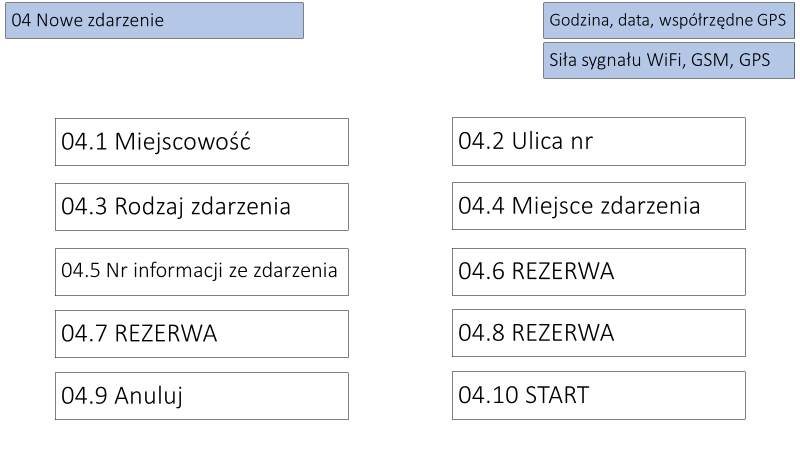 04 Nowe zdarzenie
Godzina, data, współrzędne GPS
Siła sygnału WiFi, GSM, GPS
04.1 Miejscowość
04.2 Ulica nr
04.3 Rodzaj zdarzenia
04.4 Miejsce zdarzenia
04.5 Nr informacji ze zdarzenia
04.6 REZERWA
04.7 REZERWA
04.8 REZERWA
04.9 Anuluj
04.10 START